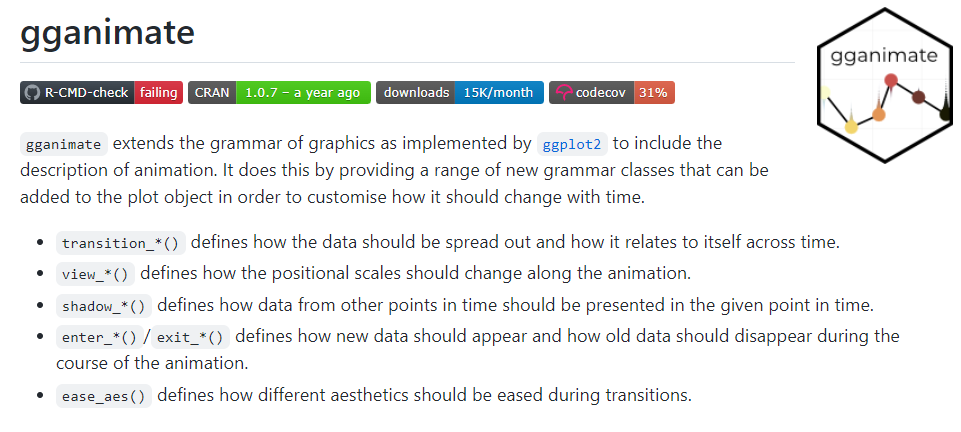 gganimate
gganimate
R-CMD-check failing CRAN 1.0.7 – a year ago downloads 15K/month codecov 31%
gganimate extends the grammar of graphics as implemented by ggplot2 to include the
description of animation. It does this by providing a range of new grammar classes that can be
added to the plot object in order to customise how it should change with time.
• transition_*() defines how the data should be spread out and how it relates to itself across time.
• view_*() defines how the positional scales should change along the animation.
• shadow_*() defines how data from other points in time should be presented in the given point in time.
• enter_*()/exit_*() defines how new data should appear and how old data should disappear during the
course of the animation.
• ease_aes() defines how different aesthetics should be eased during transitions.